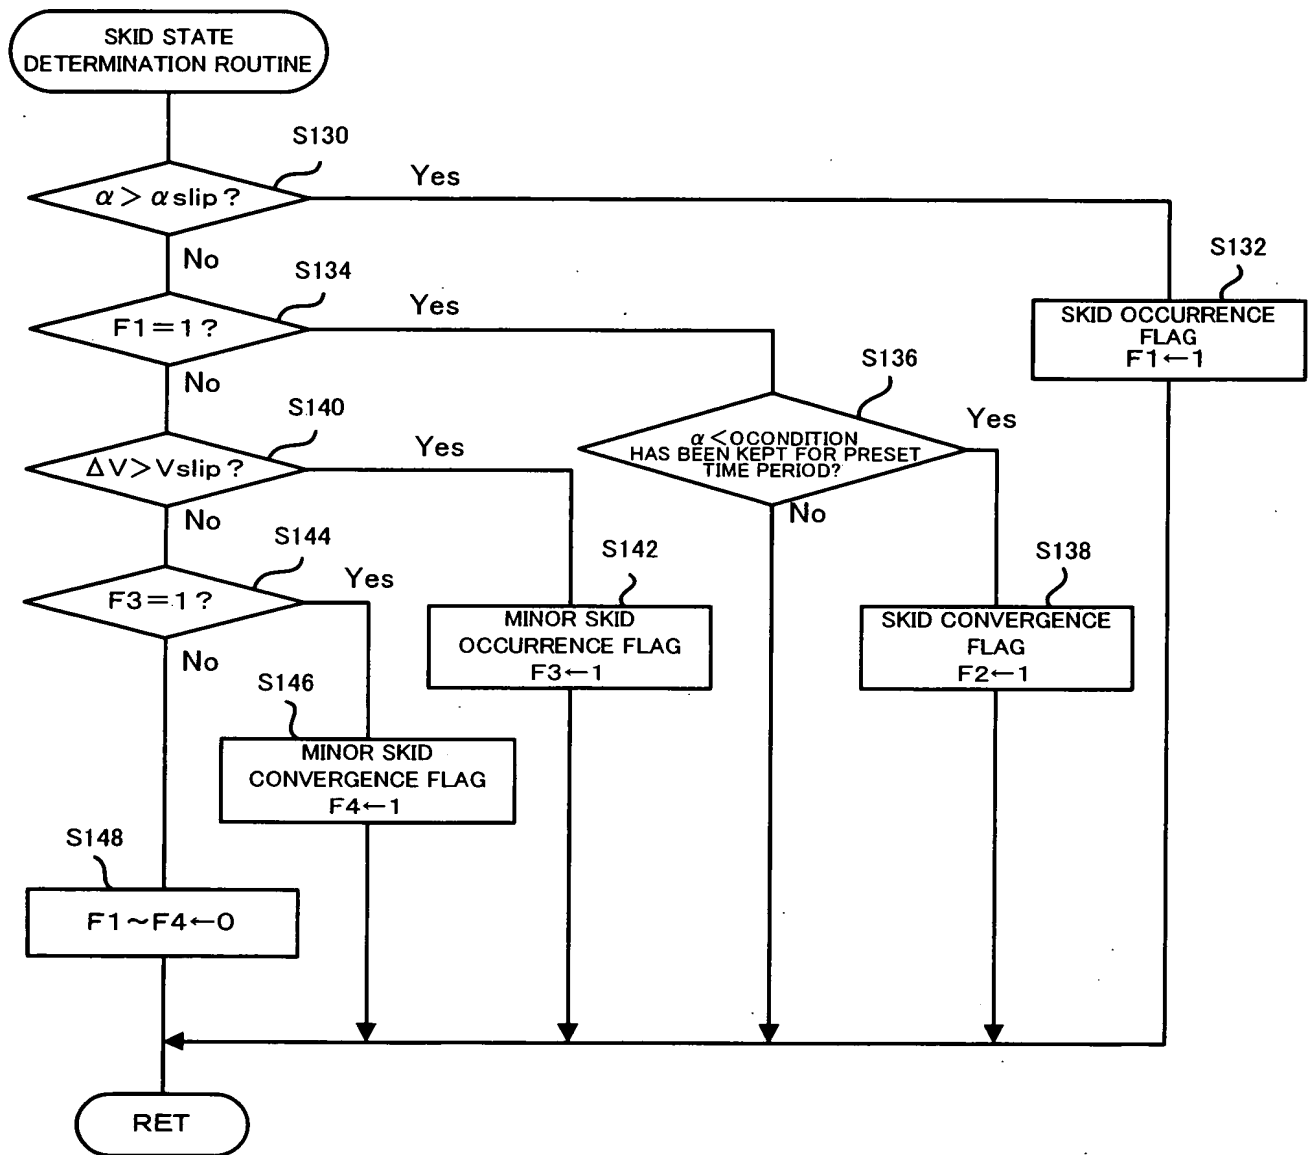 SKID STATE
DETERMINATION ROUTINE
S130
α > α slip ?
Yes
No
S132
SKID OCCURRENCE
FLAG
F1←1
S134
F1=1 ?
Yes
No
S136
α <0CONDITION
HAS BEEN KEPT FOR PRESET
TIME PERIOD?
Yes
No
S140
ΔV>Vslip ?
Yes
No
S138
SKID CONVERGENCE
FLAG
F2←1
S142
MINOR SKID
OCCURRENCE FLAG
F3←1
S144
F3=1 ?
Yes
No
S146
MINOR SKID
CONVERGENCE FLAG
F4←1
S148
F1~F4←0
RET